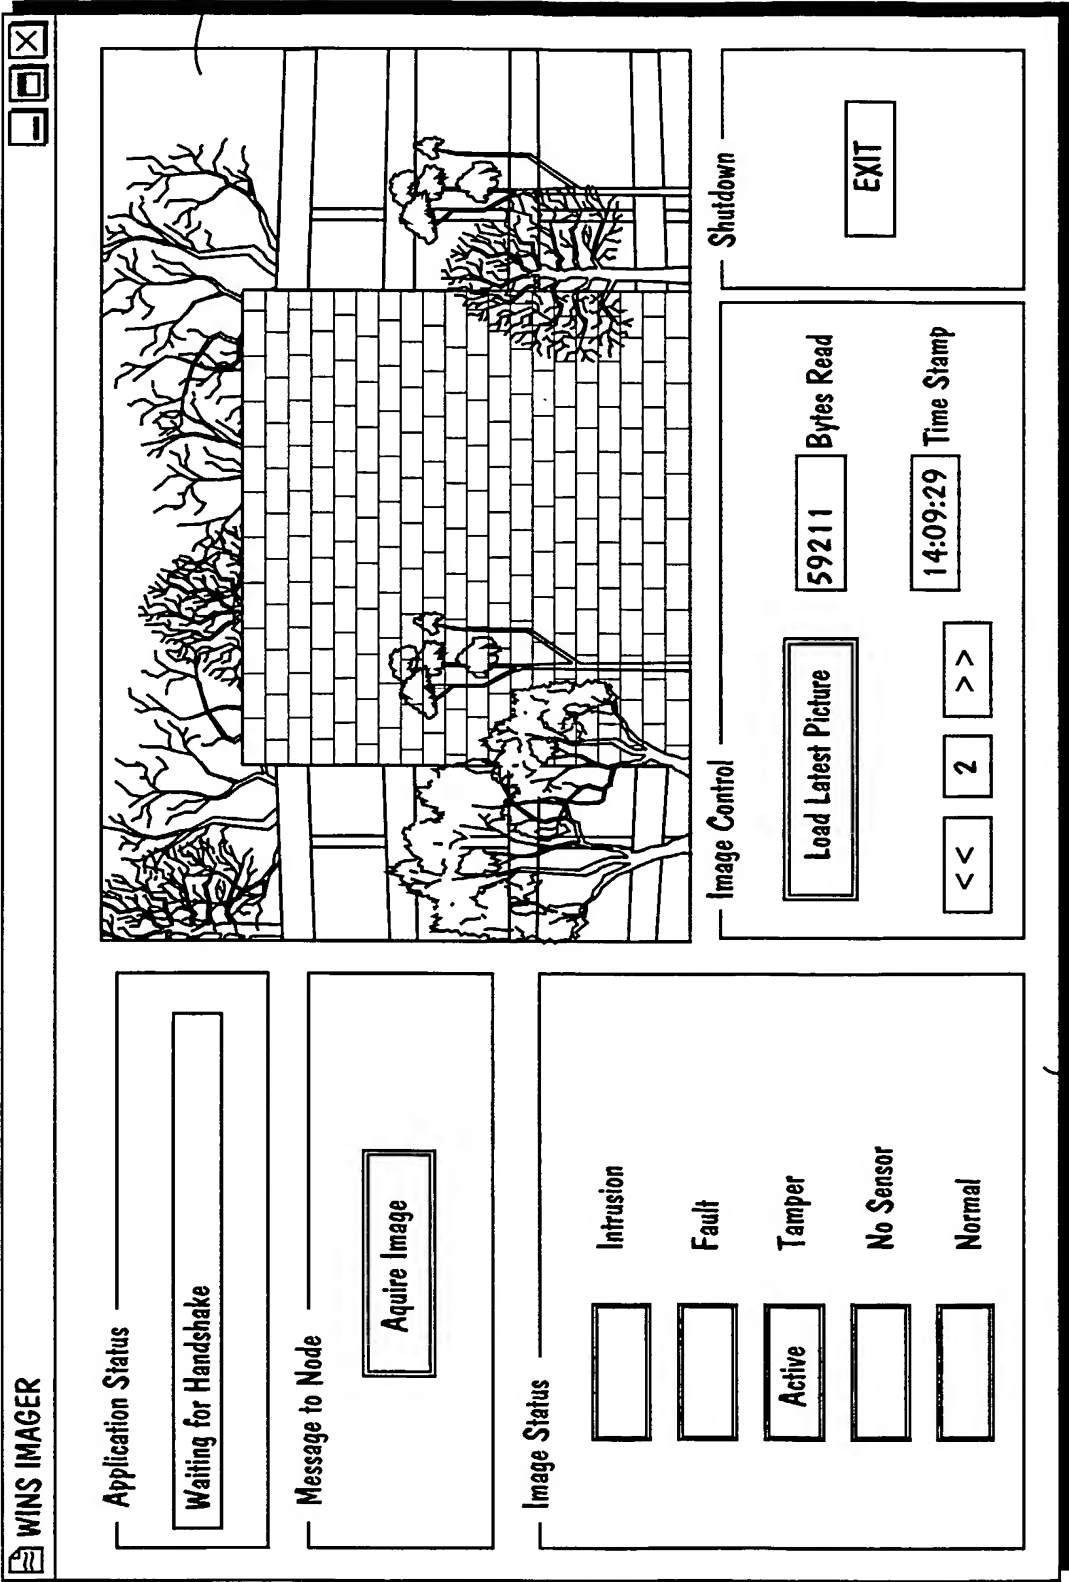 WINS IMAGER
Application Status
Waiting for Handshake
Message to Node
Aquire Image
Image Status
Intrusion
Fault
Active Tamper
No Sensor
Normal
Image Control
Load Latest Picture
59211 Bytes Read
14:09:29 Time Stamp
<< 2 >>
Shutdown
EXIT